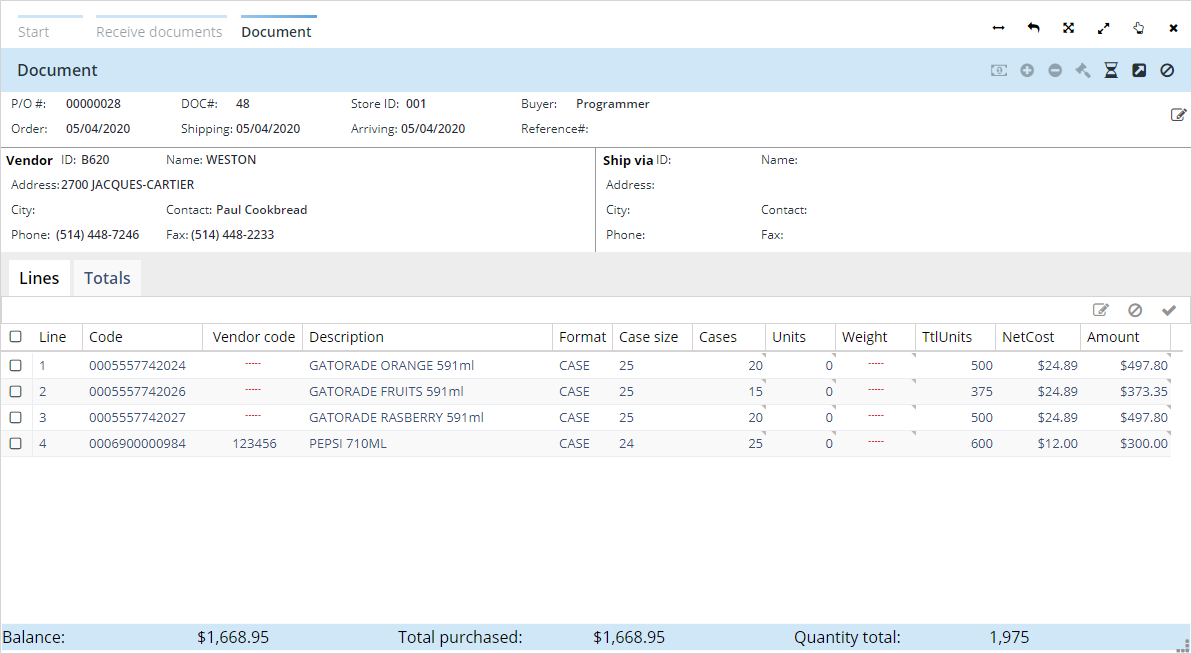 Start Receive documents Document
Document
P/O #: 00000028 DOC#: 48 Store ID: 001 Buyer: Programmer
Order: 05/04/2020 Shipping: 05/04/2020 Arriving: 05/04/2020 Reference#:
Vendor ID: B620 Name: WESTON Ship via ID: Name:
Address: 2700 JACQUES-CARTIER Address:
City: Contact: Paul Cookbread City: Contact:
Phone: (514) 448-7246 Fax: (514) 448-2233 Phone: Fax:
Lines Totals
Line Code Vendor code Description Format Case size Cases Units Weight TtlUnits NetCost Amount
1 0005557742024 ----- GATORADE ORANGE 591ml CASE 25 20 0 ----- 500 $24.89 $497.80
2 0005557742026 ----- GATORADE FRUITS 591ml CASE 25 15 0 ----- 375 $24.89 $373.35
3 0005557742027 ----- GATORADE RASBERRY 591ml CASE 25 20 0 ----- 500 $24.89 $497.80
4 0006900000984 123456 PEPSI 710ML CASE 24 25 0 ----- 600 $12.00 $300.00
Balance: $1,668.95 Total purchased: $1,668.95 Quantity total: 1,975